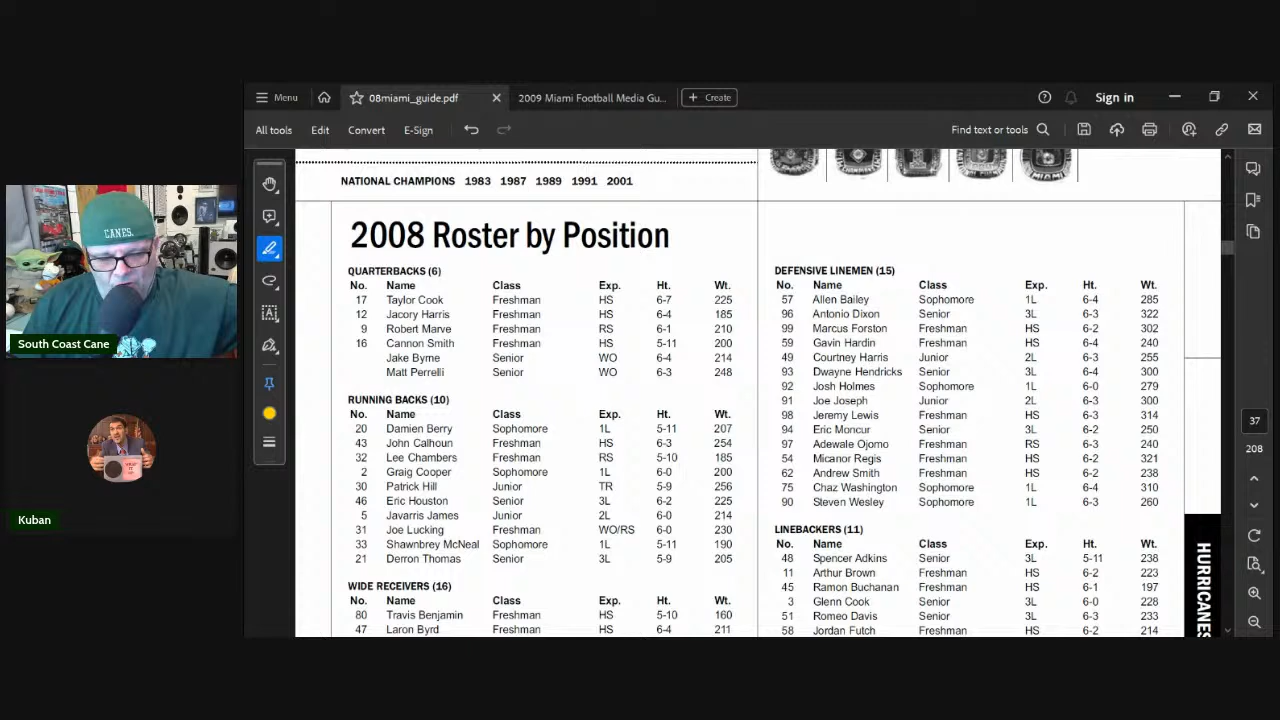 Menu
08miami_guide.pdf
2009 Miami Football Media Gu...
Create
Sign in
All tools Edit Convert E-Sign
Find text or tools
NATIONAL CHAMPIONS 1983 1987 1989 1991 2001
MIAMI
2008 Roster by Position
QUARTERBACKS (6)
No. Name Class Exp. Ht. Wt.
17 Taylor Cook Freshman HS 6-7 225
12 Jacory Harris Freshman HS 6-4 185
9 Robert Marve Freshman RS 6-1 210
16 Cannon Smith Freshman HS 5-11 200
Jake Byrne Senior WO 6-4 214
Matt Perrelli Senior WO 6-3 248
RUNNING BACKS (10)
No. Name Class Exp. Ht. Wt.
20 Damien Berry Sophomore 1L 5-11 207
43 John Calhoun Freshman HS 6-3 254
32 Lee Chambers Freshman RS 5-10 185
2 Graig Cooper Sophomore 1L 6-0 200
30 Patrick Hill Junior TR 5-9 256
46 Eric Houston Senior 3L 6-2 225
5 Javarris James Junior 2L 6-0 214
31 Joe Lucking Freshman WO/RS 6-0 230
33 Shawnbrey McNeal Sophomore 1L 5-11 190
21 Derron Thomas Senior 3L 5-9 205
WIDE RECEIVERS (16)
No. Name Class Exp. Ht. Wt.
80 Travis Benjamin Freshman HS 5-10 160
47 Laron Byrd Freshman HS 6-4 211
DEFENSIVE LINEMEN (15)
No. Name Class Exp. Ht. Wt.
57 Allen Bailey Sophomore 1L 6-4 285
96 Antonio Dixon Senior 3L 6-3 322
99 Marcus Forston Freshman HS 6-2 302
59 Gavin Hardin Freshman HS 6-4 240
49 Courtney Harris Junior 2L 6-3 255
93 Dwayne Hendricks Senior 3L 6-4 300
92 Josh Holmes Sophomore 1L 6-0 279
91 Joe Joseph Junior 2L 6-3 300
98 Jeremy Lewis Freshman HS 6-3 314
94 Eric Moncur Senior 3L 6-2 250
97 Adewale Ojomo Freshman RS 6-3 240
54 Micanor Regis Freshman HS 6-2 321
62 Andrew Smith Freshman HS 6-2 238
75 Chaz Washington Sophomore 1L 6-4 310
90 Steven Wesley Sophomore 1L 6-3 260
LINEBACKERS (11)
No. Name Class Exp. Ht. Wt.
48 Spencer Adkins Senior 3L 5-11 238
11 Arthur Brown Freshman HS 6-2 223
45 Ramon Buchanan Freshman HS 6-1 197
3 Glenn Cook Senior 3L 6-0 228
51 Romeo Davis Senior 3L 6-3 233
58 Jordan Futch Freshman HS 6-2 214
HURRICANES
37
208
CANES.
South Coast Cane
Kuban